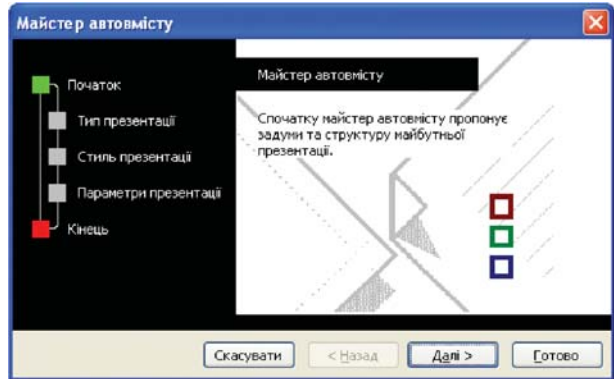 Майстер автовмісту
Початок
Тип презентації
Стиль презентації
Параметри презентації
Кінець
Майстер автовмісту
Спочатку майстер автовмісту пропонує
задуми та структуру майбутньої
презентації.
Скасувати
< Назад
Далі >
Готово